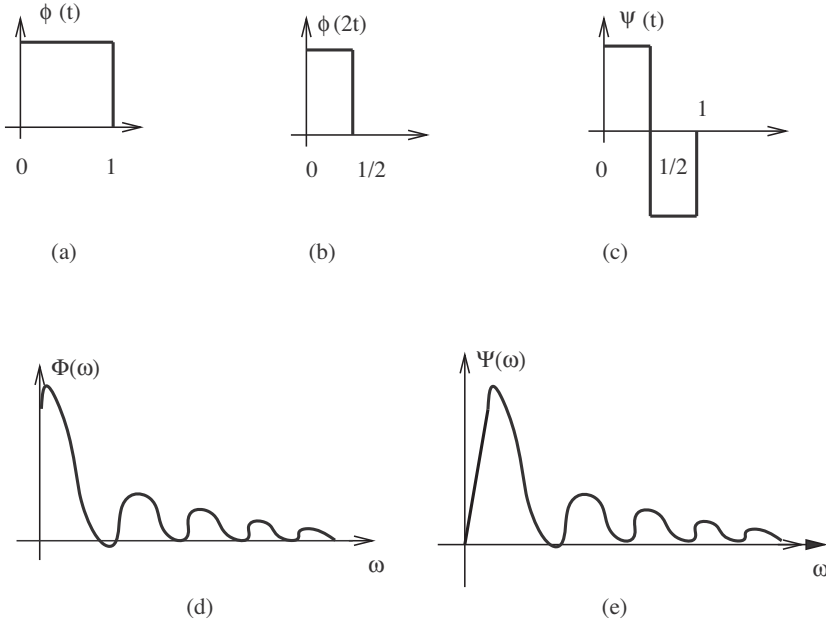 ϕ (t)
0 1
(a)
ϕ (2t)
0 1/2
(b)
Ψ (t)
1
0 1/2
(c)
Φ(ω)
ω
(d)
Ψ(ω)
ω
(e)